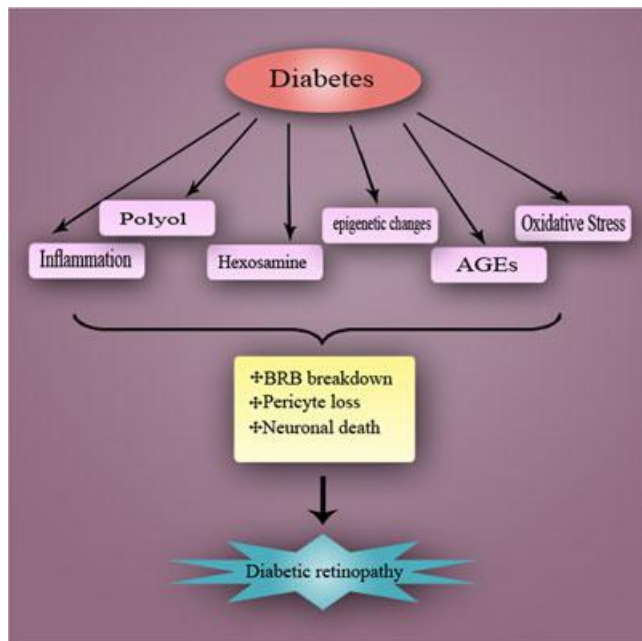 Diabetes
Polyol
epigenetic changes
Oxidative Stress
Inflammation
Hexosamine
AGEs
✣BRB breakdown
✣Pericyte loss
✣Neuronal death
Diabetic retinopathy